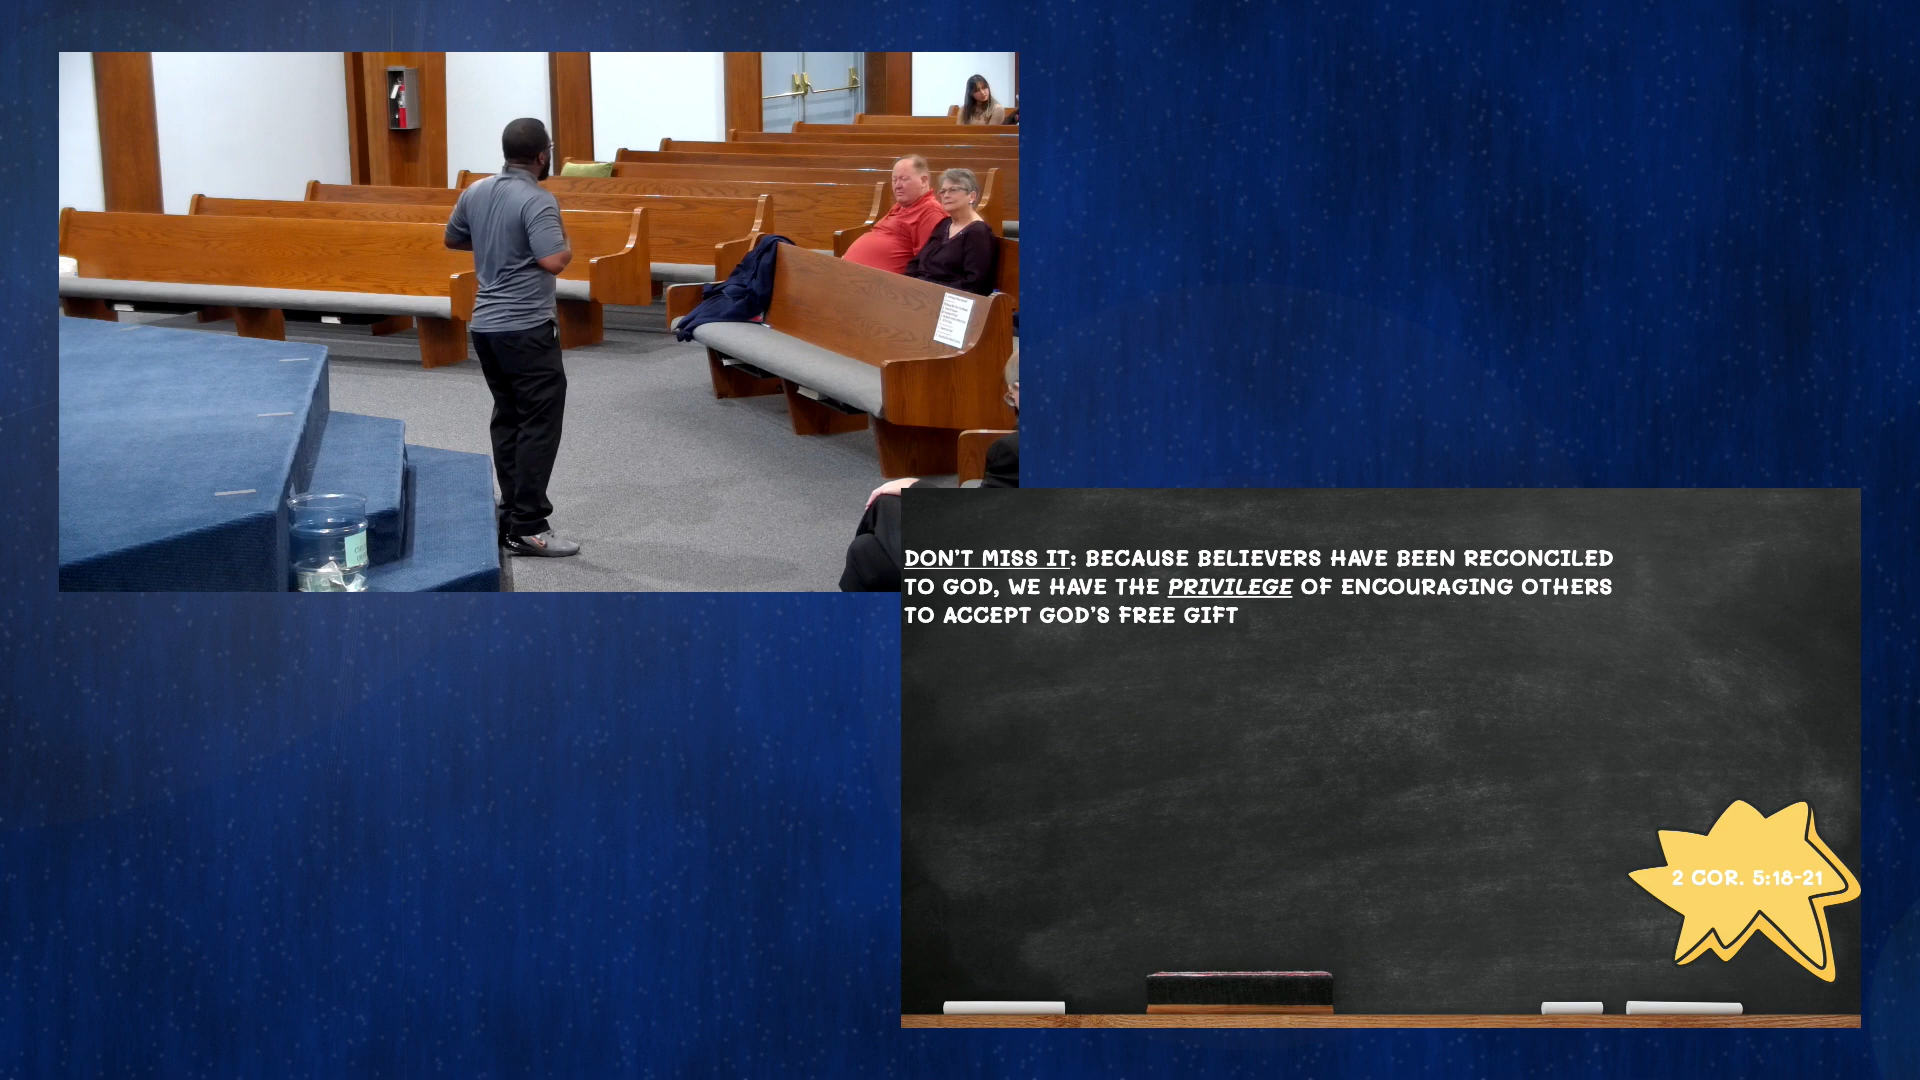 DON'T MISS IT: BECAUSE BELIEVERS HAVE BEEN RECONCILED
TO GOD, WE HAVE THE PRIVILEGE OF ENCOURAGING OTHERS
TO ACCEPT GOD'S FREE GIFT
2 COR. 5:18-21